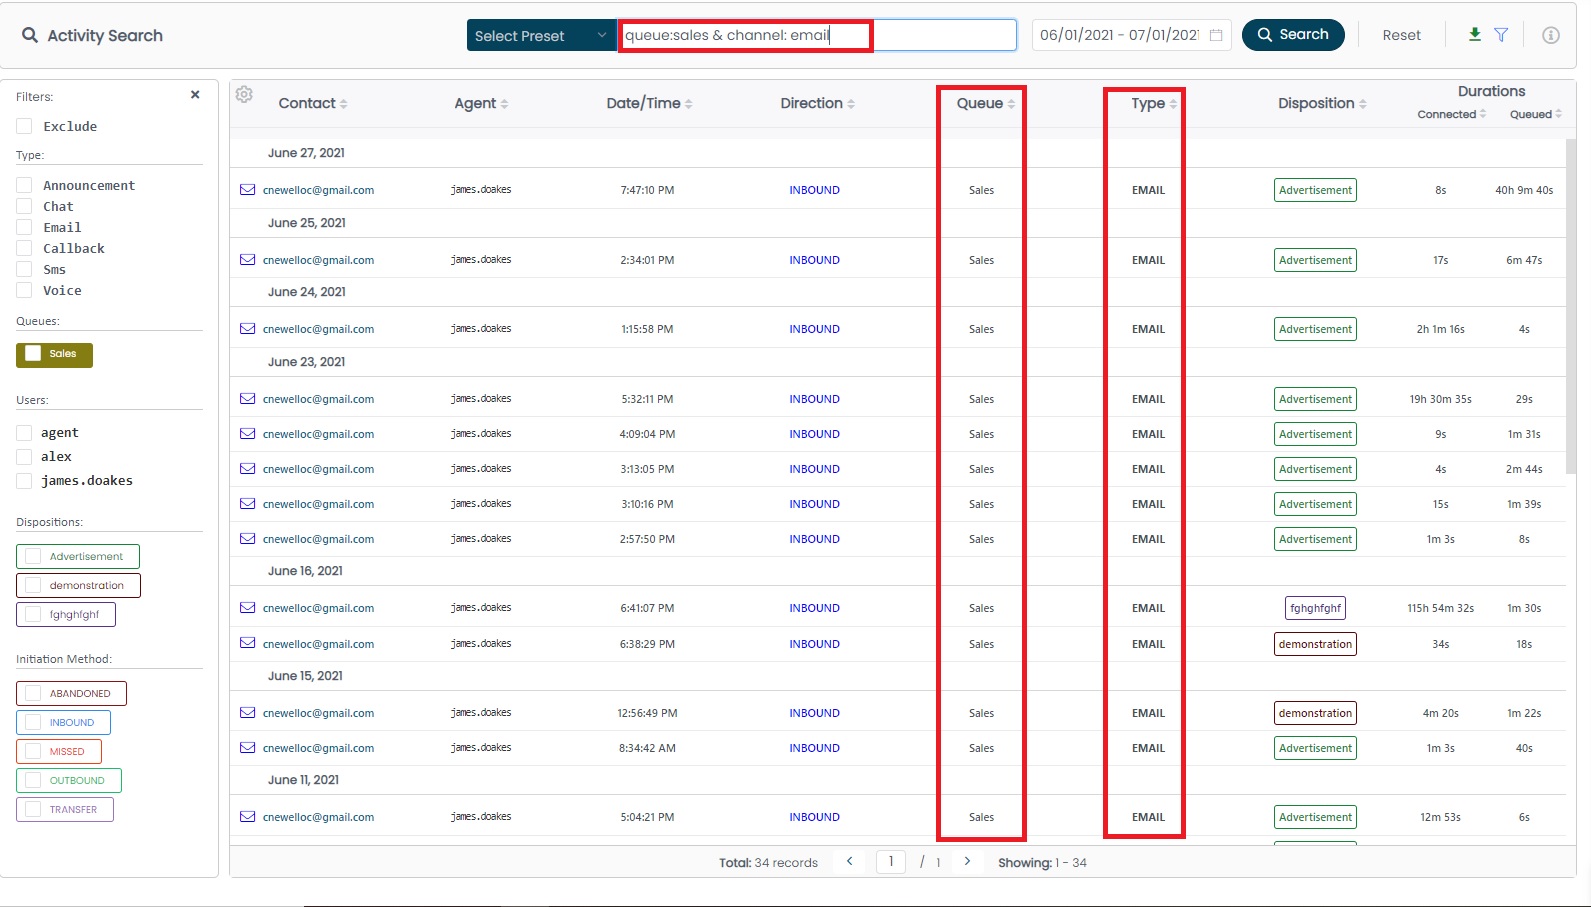 Activity Search
Select Preset
queue:sales & channel: email
06/01/2021 - 07/01/2021
Search
Reset
Filters:
Exclude
Type:
Announcement
Chat
Email
Callback
Sms
Voice
Queues:
Sales
Users:
agent
alex
james.doakes
Dispositions:
Advertisement
demonstration
fghghfghf
Initiation Method:
ABANDONED
INBOUND
MISSED
OUTBOUND
TRANSFER
Contact Agent Date/Time Direction Queue Type Disposition Durations
Connected Queued
June 27, 2021
cnewelloc@gmail.com james.doakes 7:47:10 PM INBOUND Sales EMAIL Advertisement 8s 40h 9m 40s
June 25, 2021
cnewelloc@gmail.com james.doakes 2:34:01 PM INBOUND Sales EMAIL Advertisement 17s 6m 47s
June 24, 2021
cnewelloc@gmail.com james.doakes 1:15:58 PM INBOUND Sales EMAIL Advertisement 2h 1m 16s 4s
June 23, 2021
cnewelloc@gmail.com james.doakes 5:32:11 PM INBOUND Sales EMAIL Advertisement 19h 30m 35s 29s
cnewelloc@gmail.com james.doakes 4:09:04 PM INBOUND Sales EMAIL Advertisement 9s 1m 31s
cnewelloc@gmail.com james.doakes 3:13:05 PM INBOUND Sales EMAIL Advertisement 4s 2m 44s
cnewelloc@gmail.com james.doakes 3:10:16 PM INBOUND Sales EMAIL Advertisement 15s 1m 39s
cnewelloc@gmail.com james.doakes 2:57:50 PM INBOUND Sales EMAIL Advertisement 1m 3s 8s
June 16, 2021
cnewelloc@gmail.com james.doakes 6:41:07 PM INBOUND Sales EMAIL fghghfghf 115h 54m 32s 1m 30s
cnewelloc@gmail.com james.doakes 6:38:29 PM INBOUND Sales EMAIL demonstration 34s 18s
June 15, 2021
cnewelloc@gmail.com james.doakes 12:56:49 PM INBOUND Sales EMAIL demonstration 4m 20s 1m 22s
cnewelloc@gmail.com james.doakes 8:34:42 AM INBOUND Sales EMAIL Advertisement 1m 3s 40s
June 11, 2021
cnewelloc@gmail.com james.doakes 5:04:21 PM INBOUND Sales EMAIL Advertisement 12m 53s 6s
Total: 34 records 1 / 1 Showing: 1 - 34